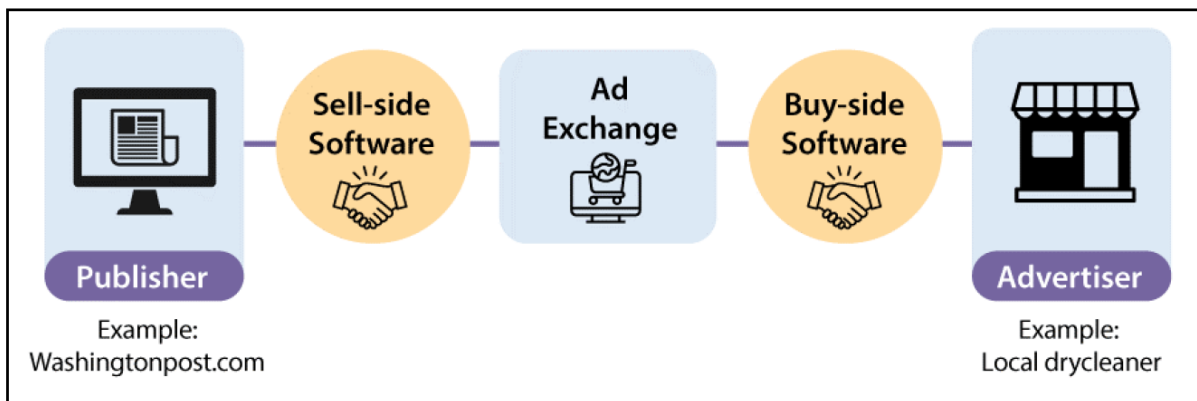 Sell-side
Software
Ad
Exchange
Buy-side
Software
Publisher
Advertiser
Example:
Washingtonpost.com
Example:
Local drycleaner